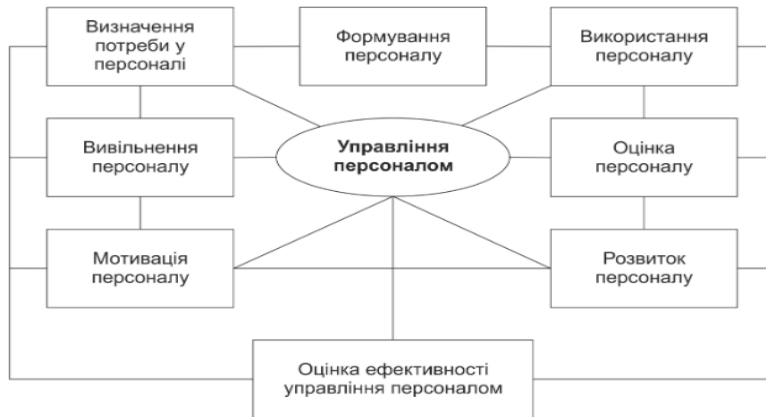 Визначення
потреби у
персоналі
Формування
персоналу
Використання
персоналу
Вивільнення
персоналу
Управління
персоналом
Оцінка
персоналу
Мотивація
персоналу
Розвиток
персоналу
Оцінка ефективності
управління персоналом